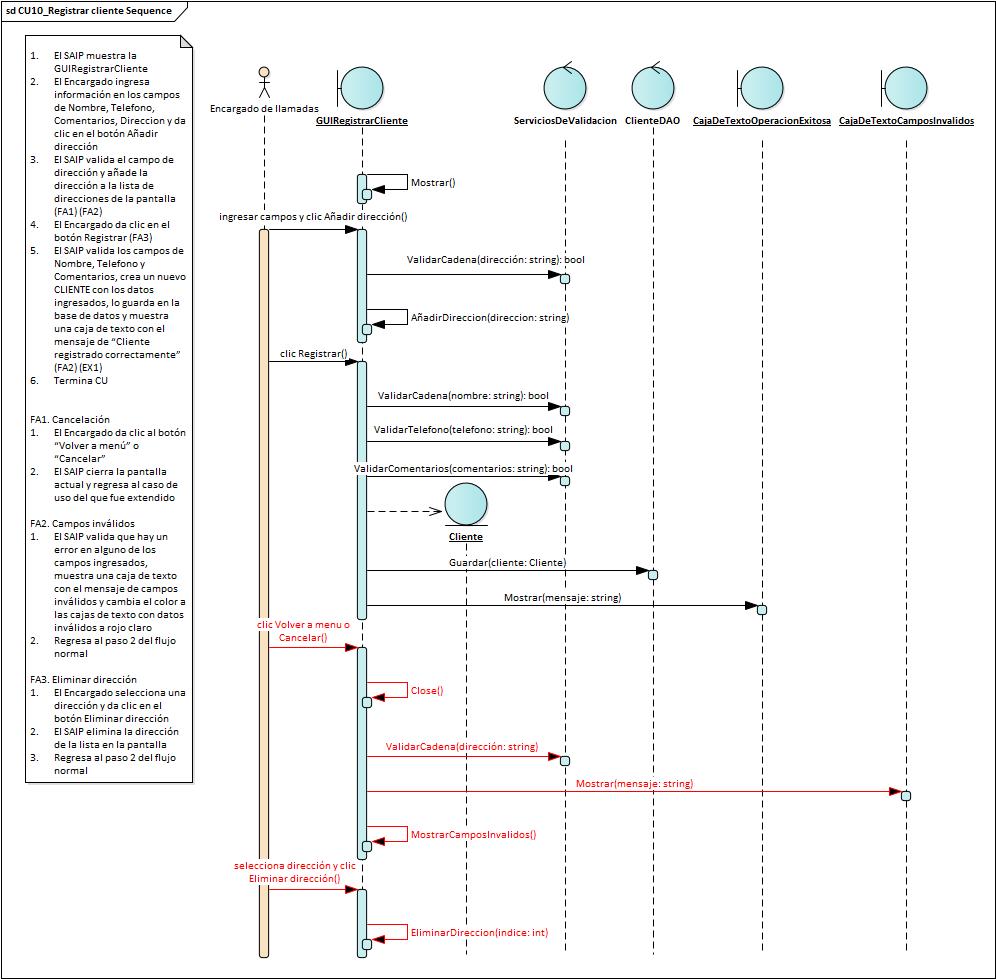 sd CU10_Registrar cliente Sequence
1. El SAIP muestra la
GUIRegistrarCliente
2. El Encargado ingresa
información en los campos
de Nombre, Telefono,
Comentarios, Direccion y da
clic en el botón Añadir
dirección
3. El SAIP valida el campo de
dirección y añade la
dirección a la lista de
direcciones de la pantalla
(FA1) (FA2)
4. El Encargado da clic en el
botón Registrar (FA3)
5. El SAIP valida los campos de
Nombre, Telefono y
Comentarios, crea un nuevo
CLIENTE con los datos
ingresados, lo guarda en la
base de datos y muestra
una caja de texto con el
mensaje de “Cliente
registrado correctamente”
(FA2) (EX1)
6. Termina CU
FA1. Cancelación
1. El Encargado da clic al botón
“Volver a menú” o
“Cancelar”
2. El SAIP cierra la pantalla
actual y regresa al caso de
uso del que fue extendido
FA2. Campos inválidos
1. El SAIP valida que hay un
error en alguno de los
campos ingresados,
muestra una caja de texto
con el mensaje de campos
inválidos y cambia el color a
las cajas de texto con datos
inválidos a rojo claro
2. Regresa al paso 2 del flujo
normal
FA3. Eliminar dirección
1. El Encargado selecciona una
dirección y da clic en el
botón Eliminar dirección
2. El SAIP elimina la dirección
de la lista en la pantalla
3. Regresa al paso 2 del flujo
normal
Encargado de llamadas
GUIRegistrarCliente
ServiciosDeValidacion
ClienteDAO
CajaDeTextoOperacionExitosa
CajaDeTextoCamposInvalidos
Mostrar()
ingresar campos y clic Añadir dirección()
ValidarCadena(dirección: string): bool
AñadirDireccion(direccion: string)
clic Registrar()
ValidarCadena(nombre: string): bool
ValidarTelefono(telefono: string): bool
ValidarComentarios(comentarios: string): bool
Cliente
Guardar(cliente: Cliente)
Mostrar(mensaje: string)
clic Volver a menu o
Cancelar()
Close()
ValidarCadena(dirección: string)
Mostrar(mensaje: string)
MostrarCamposInvalidos()
selecciona dirección y clic
Eliminar dirección()
EliminarDireccion(indice: int)